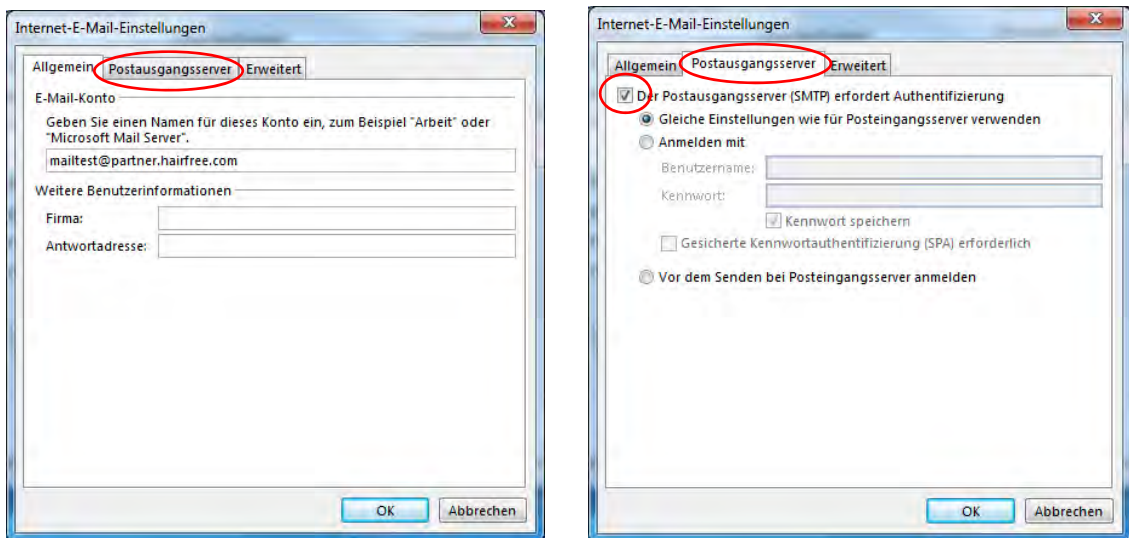 Internet-E-Mail-Einstellungen
Allgemein Postausgangsserver Erweitert
E-Mail-Konto
Geben Sie einen Namen für dieses Konto ein, zum Beispiel "Arbeit" oder
"Microsoft Mail Server".
mailtest@partner.hairfree.com
Weitere Benutzerinformationen
Firma:
Antwortadresse:
OK Abbrechen
Internet-E-Mail-Einstellungen
Allgemein Postausgangsserver Erweitert
Der Postausgangsserver (SMTP) erfordert Authentifizierung
Gleiche Einstellungen wie für Posteingangsserver verwenden
Anmelden mit
Benutzername:
Kennwort:
Kennwort speichern
Gesicherte Kennwortauthentifizierung (SPA) erforderlich
Vor dem Senden bei Posteingangsserver anmelden
OK Abbrechen